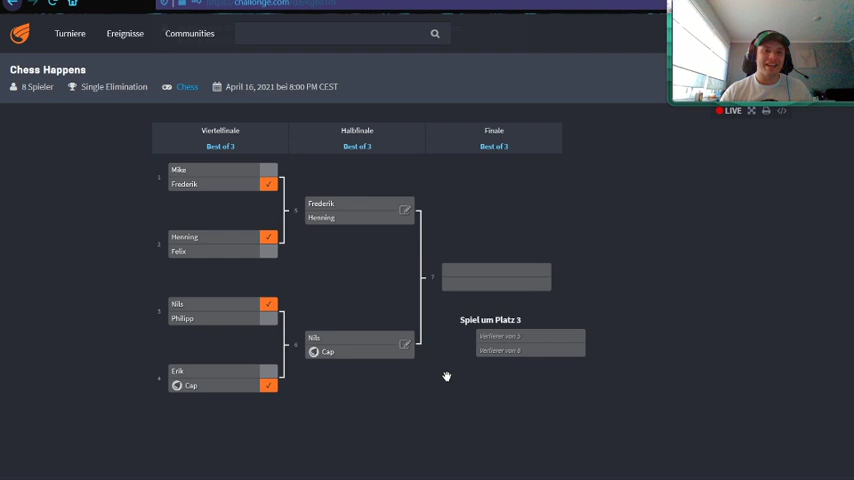 challonge.com
Turniere Ereignisse Communities
Chess Happens
8 Spieler Single Elimination Chess April 16, 2021 bei 8:00 PM CEST
LIVE
Viertelfinale Halbfinale Finale
Best of 3 Best of 3 Best of 3
1 Mike
Frederik
5 Frederik
Henning
2 Henning
Felix
7
3 Nils
Philipp
Spiel um Platz 3
Verlierer von 5
Verlierer von 6
6 Nils
Cap
4 Erik
Cap